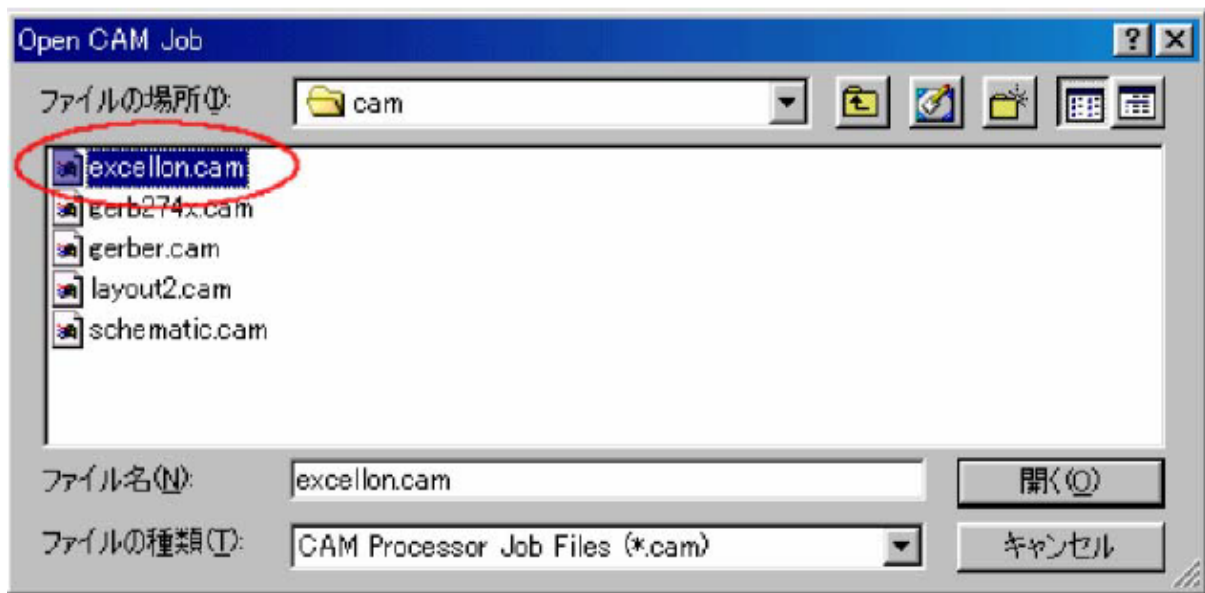 Open CAM Job
ファイルの場所(I): cam
excellon.cam
gerb274x.cam
gerber.cam
layout2.cam
schematic.cam
ファイル名(N): excellon.cam 開く(O)
ファイルの種類(T): CAM Processor Job Files (*.cam) キャンセル